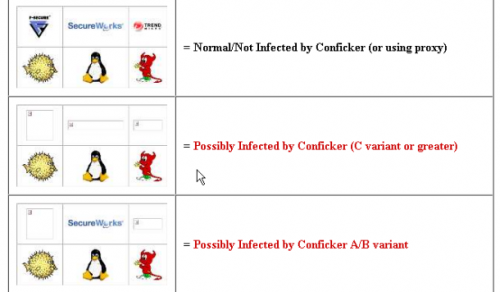 F-SECURE SecureWorks TREND MICRO
= Normal/Not Infected by Conficker (or using proxy)
= Possibly Infected by Conficker (C variant or greater)
SecureWorks
= Possibly Infected by Conficker A/B variant